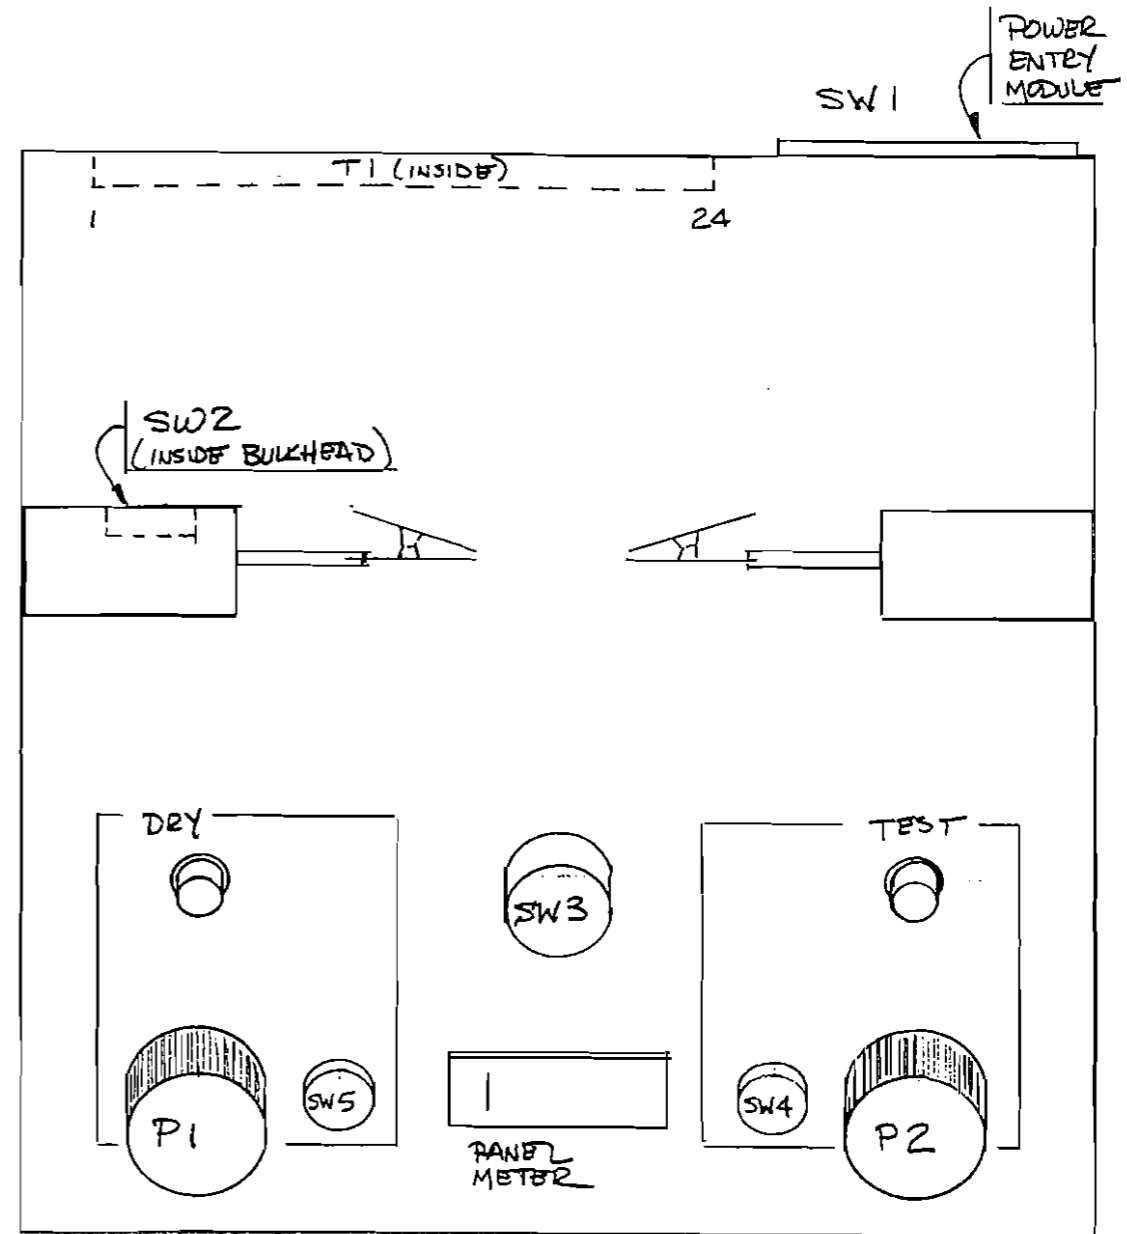 POWER
ENTRY
MODULE
SW1
T1 (INSIDE)
1
24
SW2
(INSIDE BULKHEAD)
DRY
TEST
SW3
SW5
SW4
P1
P2
PANEL
METER